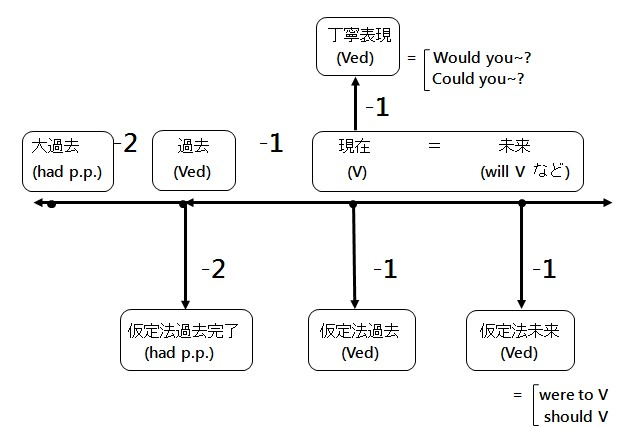 丁寧表現
(Ved)
= Would you~?
Could you~?
-1
大過去
(had p.p.)
-2
過去
(Ved)
-1
現在 = 未来
(V) (will V など)
-2
-1
-1
仮定法過去完了
(had p.p.)
仮定法過去
(Ved)
仮定法未来
(Ved)
= were to V
should V